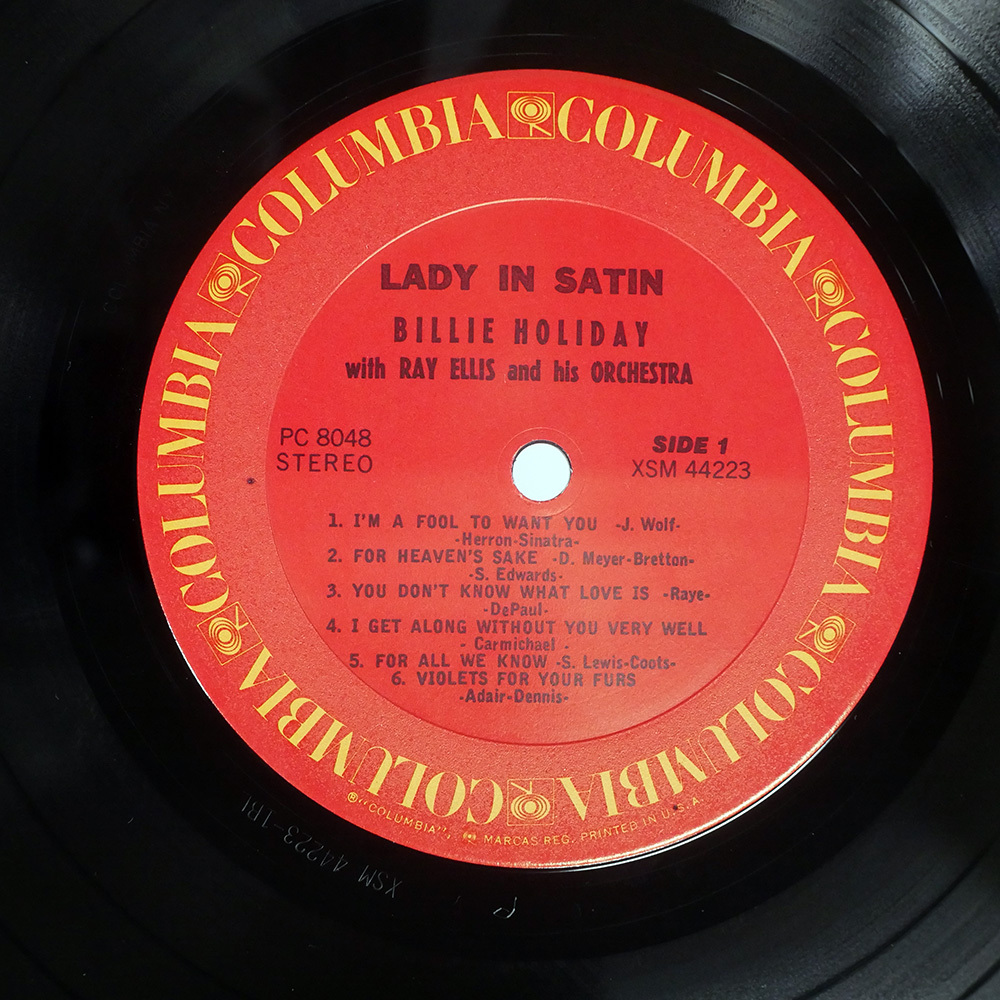 COLUMBIA COLUMBIA COLUMBIA COLUMBIA COLUMBIA COLUMBIA
LADY IN SATIN
BILLIE HOLIDAY
with RAY ELLIS and his ORCHESTRA
PC 8048
STEREO
SIDE 1
XSM 44223
1. I'M A FOOL TO WANT YOU -J. Wolf-
-Herron-Sinatra-
2. FOR HEAVEN'S SAKE -D. Meyer-Bretton-
-S. Edwards-
3. YOU DON'T KNOW WHAT LOVE IS -Raye-
-DePaul-
4. I GET ALONG WITHOUT YOU VERY WELL
- Carmichael -
5. FOR ALL WE KNOW -S. Lewis-Coots-
6. VIOLETS FOR YOUR FURS
-Adair-Dennis-
®"COLUMBIA", MARCAS REG. PRINTED IN U.S.A
XSM 44223-1BL